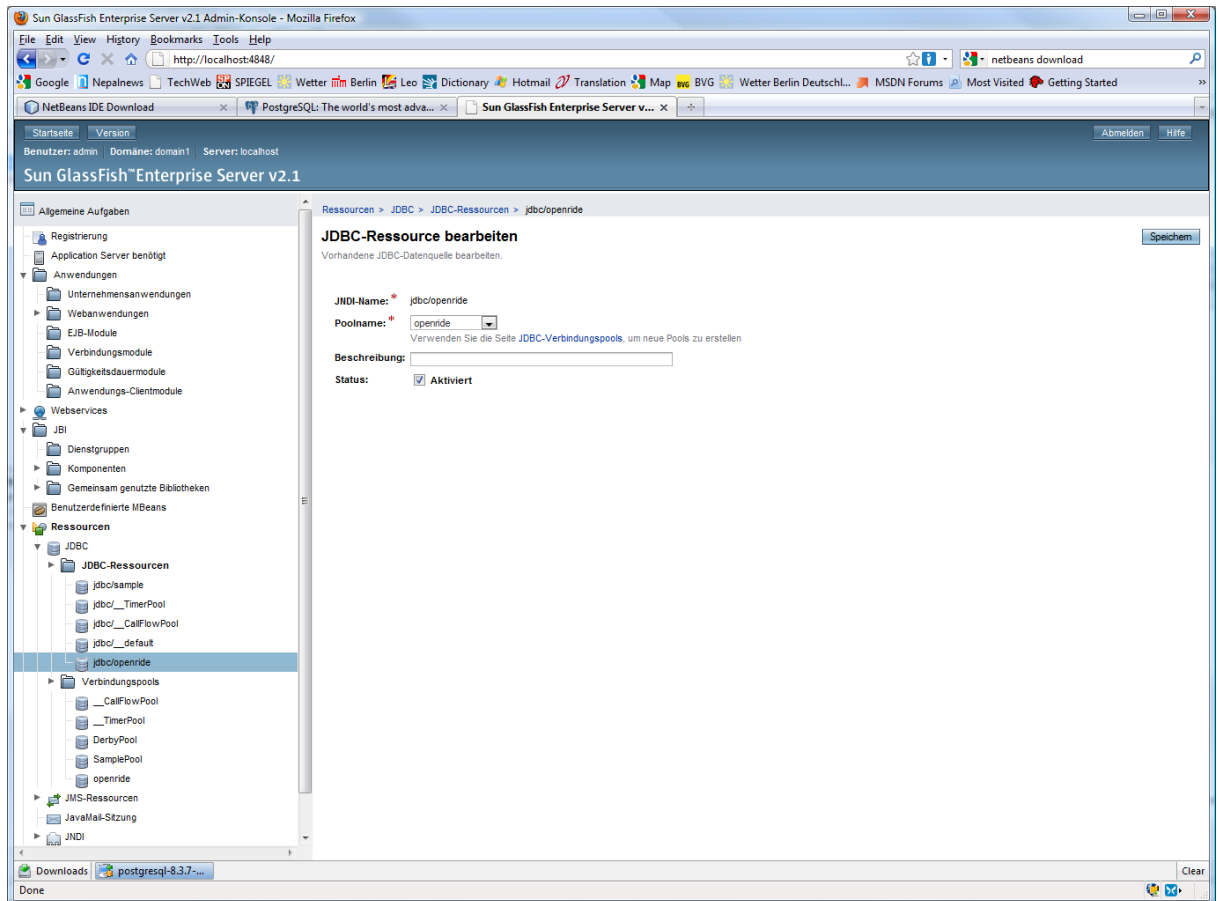 Sun GlassFish Enterprise Server v2.1 Admin-Konsole - Mozilla Firefox
File Edit View History Bookmarks Tools Help
http://localhost:4848/
netbeans download
Google Nepalnews TechWeb SPIEGEL Wetter Berlin Leo Dictionary Hotmail Translation Map BVG BVG Wetter Berlin Deutschl... MSDN Forums Most Visited Getting Started »
NetBeans IDE Download PostgreSQL: The world's most adva... Sun GlassFish Enterprise Server v...
Startseite Version Abmelden Hilfe
Benutzer: admin Domäne: domain1 Server: localhost
Sun GlassFish™Enterprise Server v2.1
Allgemeine Aufgaben
Registrierung
Application Server benötigt
Anwendungen
Unternehmensanwendungen
Webanwendungen
EJB-Module
Verbindungsmodule
Gültigkeitsdauermodule
Anwendungs-Clientmodule
Webservices
JBI
Dienstgruppen
Komponenten
Gemeinsam genutzte Bibliotheken
Benutzerdefinierte MBeans
Ressourcen
JDBC
JDBC-Ressourcen
jdbc/sample
jdbc/__TimerPool
jdbc/__CallFlowPool
jdbc/__default
jdbc/openride
Verbindungspools
__CallFlowPool
__TimerPool
DerbyPool
SamplePool
openride
JMS-Ressourcen
JavaMail-Sitzung
JNDI
Ressourcen > JDBC > JDBC-Ressourcen > jdbc/openride
JDBC-Ressource bearbeiten
Speichern
Vorhandene JDBC-Datenquelle bearbeiten.
JNDI-Name: * jdbc/openride
Poolname: * openride
Verwenden Sie die Seite JDBC-Verbindungspools, um neue Pools zu erstellen
Beschreibung:
Status: Aktiviert
Downloads postgresql-8.3.7-... Clear
Done